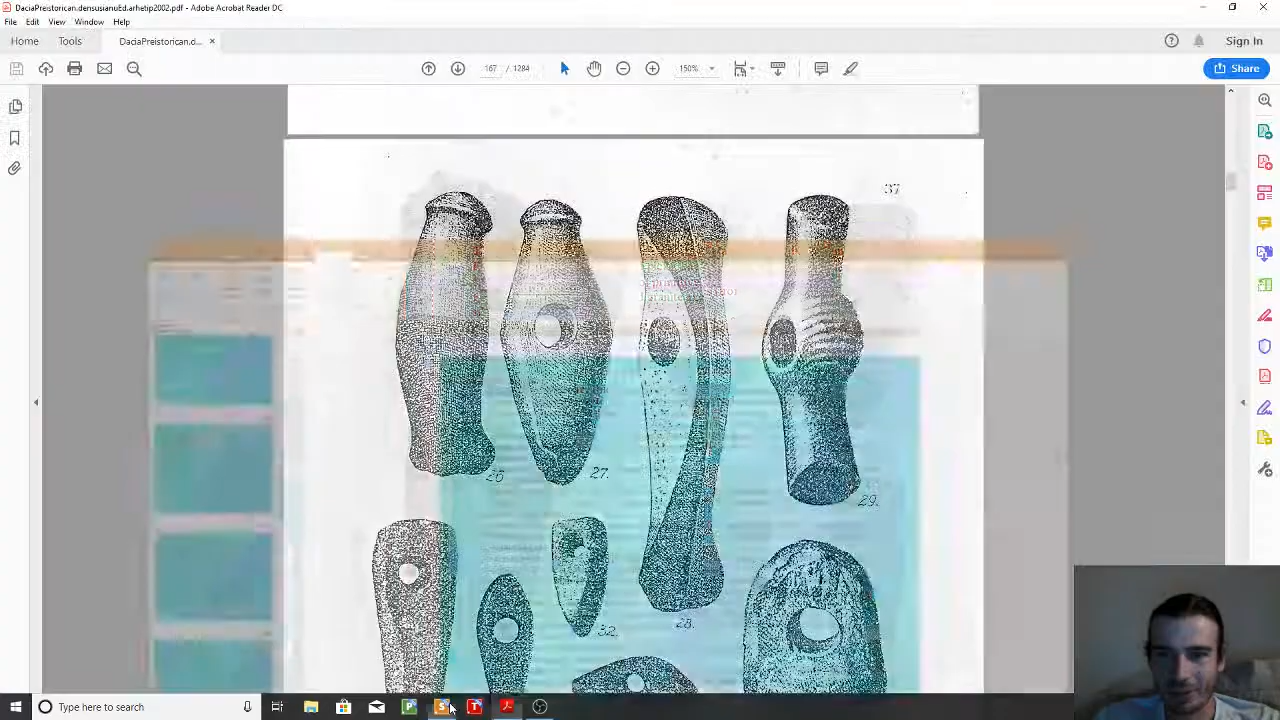 DaciaPreistorican.densusianuEd.arhetip2002.pdf - Adobe Acrobat Reader DC
File Edit View Window Help
Home Tools DaciaPreistorican.d... × Sign In
167 / 1284 150% Share
37
26
27.
29.
32.
28.
Type here to search